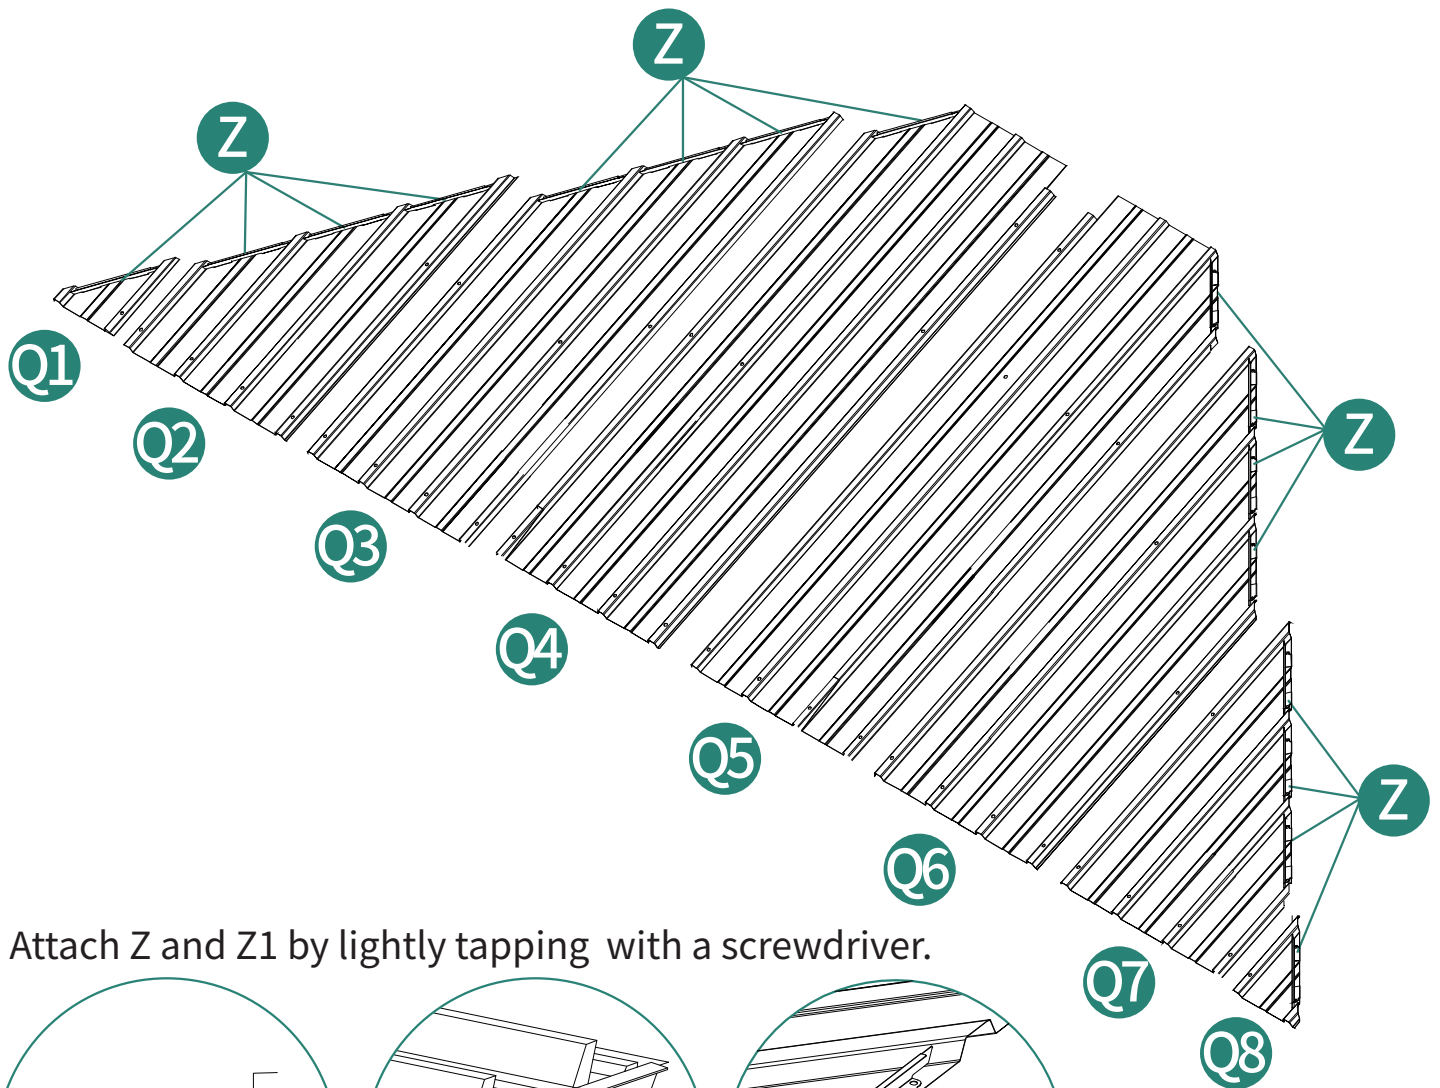 Z
Z
Q1
Q2
Z
Q3
Q4
Q5
Z
Q6
Attach Z and Z1 by lightly tapping with a screwdriver.
Q7
Q8